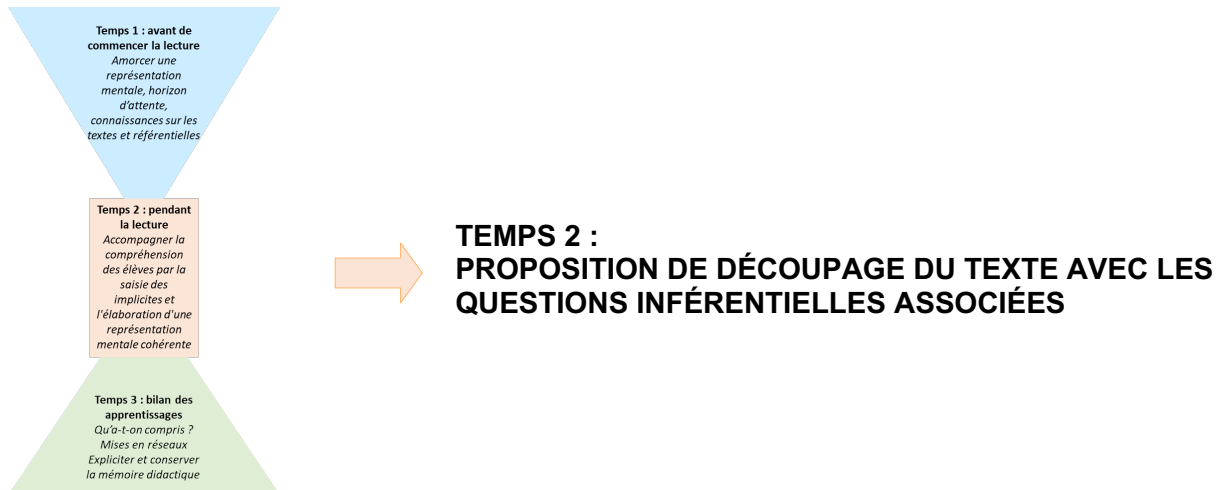 Temps 1 : avant de
commencer la lecture
Amorcer une
représentation
mentale, horizon
d'attente,
connaissances sur les
textes et référentielles
Temps 2 : pendant
la lecture
Accompagner la
compréhension
des élèves par la
saisie des
implicites et
l'élaboration d'une
représentation
mentale cohérente
Temps 3 : bilan des
apprentissages
Qu'a-t-on compris ?
Mises en réseaux
Expliciter et conserver
la mémoire didactique
TEMPS 2 :
PROPOSITION DE DÉCOUPAGE DU TEXTE AVEC LES
QUESTIONS INFÉRENTIELLES ASSOCIÉES